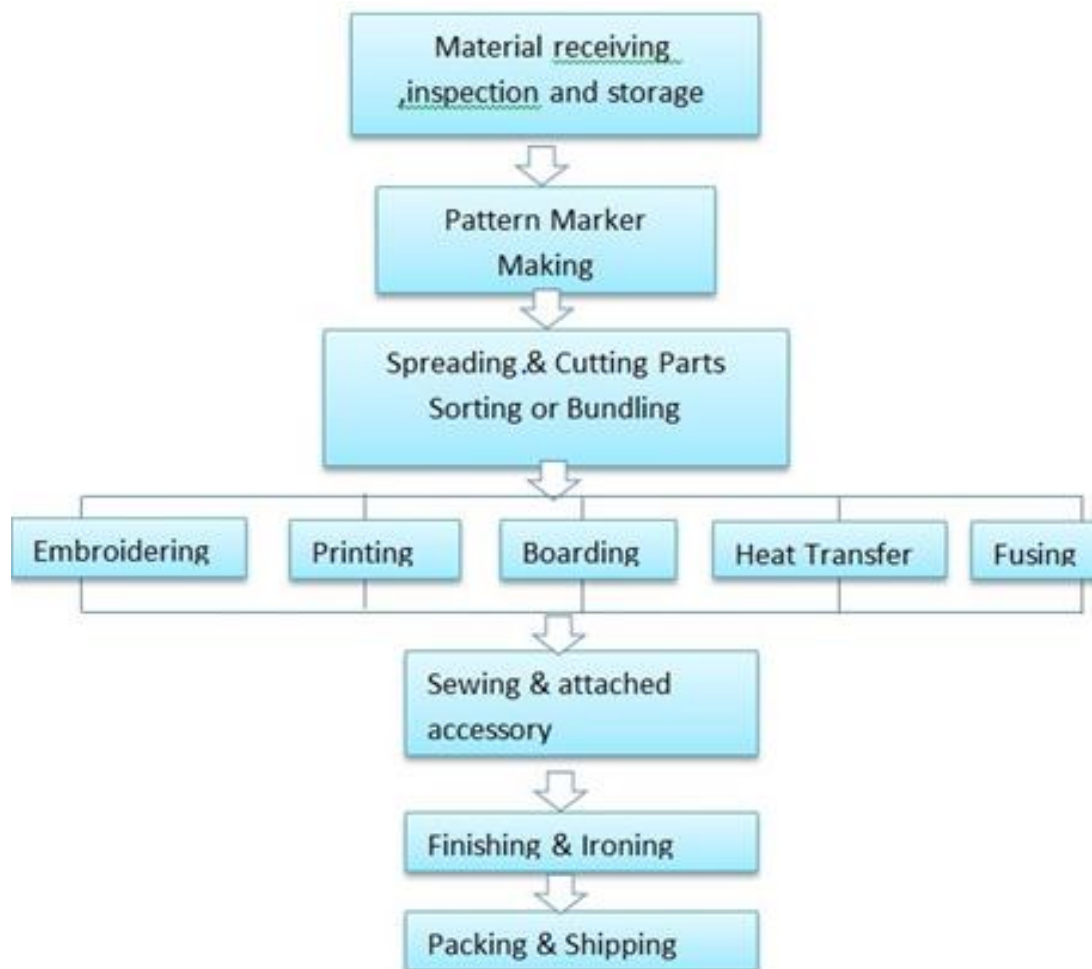 Material receiving
,inspection and storage
Pattern Marker
Making
Spreading,& Cutting Parts
Sorting or Bundling
Embroidering
Printing
Boarding
Heat Transfer
Fusing
Sewing & attached
accessory
Finishing & Ironing
Packing & Shipping